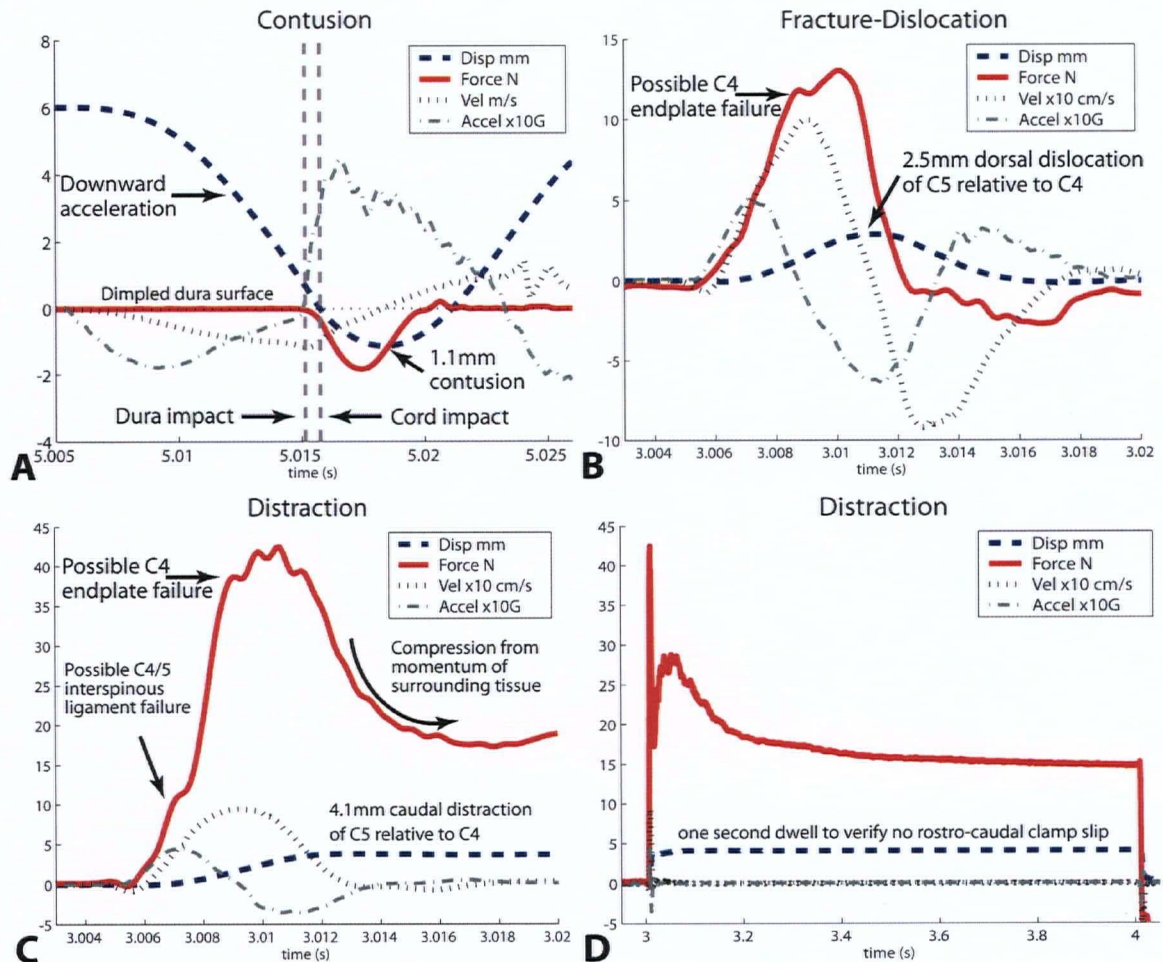 Contusion
8
6
4
2
0
-2
-4
Disp mm
Force N
Vel m/s
Accel x10G
Downward
acceleration
Dimpled dura surface
1.1mm
contusion
Dura impact
Cord impact
5.005
5.01
5.015
5.02
5.025
time (s)
A
Fracture-Dislocation
15
10
5
0
-5
-10
Disp mm
Force N
Vel x10 cm/s
Accel x10G
Possible C4
endplate failure
2.5mm dorsal dislocation
of C5 relative to C4
3.004
3.006
3.008
3.01
3.012
3.014
3.016
3.018
3.02
time (s)
B
Distraction
45
40
35
30
25
20
15
10
5
0
-5
Disp mm
Force N
Vel x10 cm/s
Accel x10G
Possible C4
endplate failure
Possible C4/5
interspinous
ligament failure
Compression from
momentum of
surrounding tissue
4.1mm caudal distraction
of C5 relative to C4
3.004
3.006
3.008
3.01
3.012
3.014
3.016
3.018
3.02
time (s)
C
Distraction
45
40
35
30
25
20
15
10
5
0
-5
Disp mm
Force N
Vel x10 cm/s
Accel x10G
one second dwell to verify no rostro-caudal clamp slip
3
3.2
3.4
3.6
3.8
4
time (s)
D